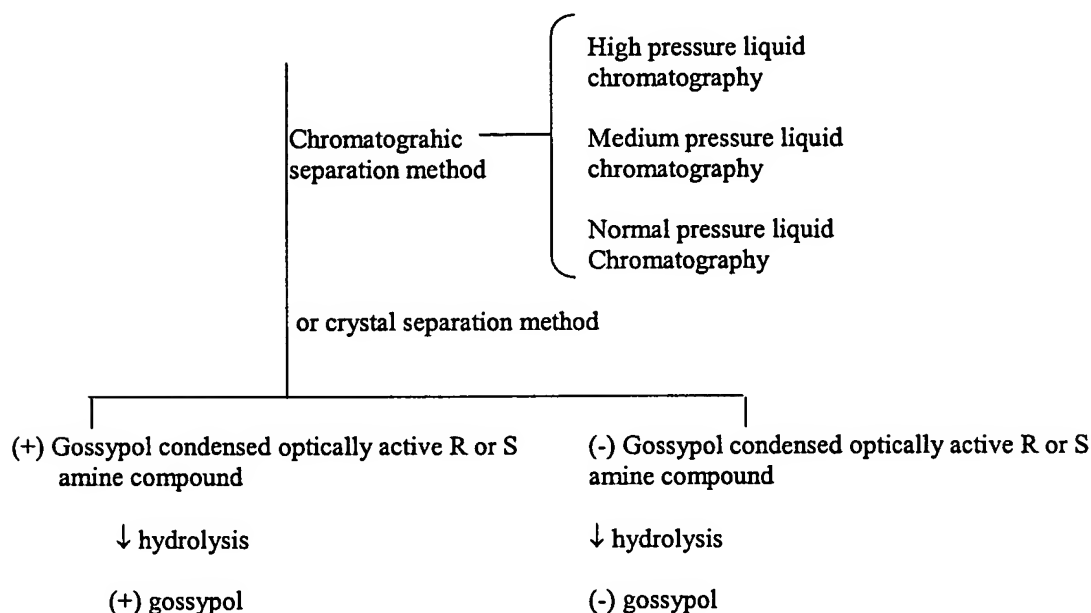 High pressure liquid
chromatography
Chromatograhic
separation method
Medium pressure liquid
chromatography
Normal pressure liquid
Chromatography
or crystal separation method
(+) Gossypol condensed optically active R or S
amine compound
(-) Gossypol condensed optically active R or S
amine compound
↓ hydrolysis
↓ hydrolysis
(+) gossypol
(-) gossypol